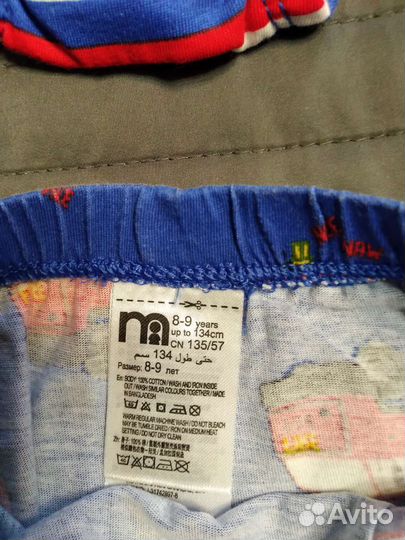 m
8-9 years
up to 134cm
CN 135/57
حتى طول 134 سم
Размер: 8-9 лет
En: BODY: 100% COTTON / WASH AND IRON INSIDE
OUT / WASH SIMILAR COLOURS TOGETHER / MADE
IN BANGLADESH
WARM REGULAR MACHINE WASH / DO NOT BLEACH
MAY BE TUMBLE DRIED / IRON ON MEDIUM HEAT
SETTING / DO NOT DRY CLEAN
Avito